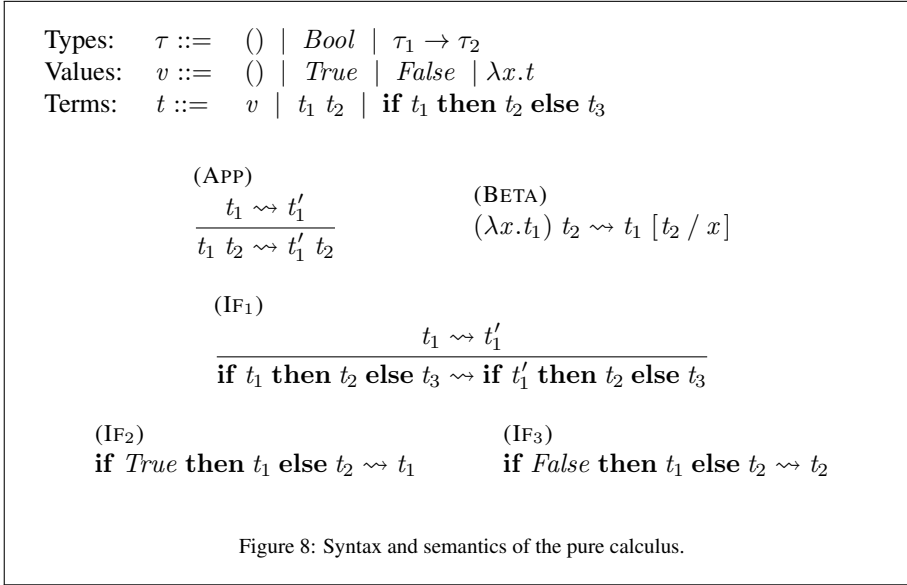 Types: τ ::= () | Bool | τ₁ → τ₂
Values: v ::= () | True | False | λx.t
Terms: t ::= v | t₁ t₂ | if t₁ then t₂ else t₃
(APP)
t₁ ⇝ t₁′
t₁ t₂ ⇝ t₁′ t₂
(BETA)
(λx.t₁) t₂ ⇝ t₁ [t₂ / x]
(IF₁)
t₁ ⇝ t₁′
if t₁ then t₂ else t₃ ⇝ if t₁′ then t₂ else t₃
(IF₂)
if True then t₁ else t₂ ⇝ t₁
(IF₃)
if False then t₁ else t₂ ⇝ t₂
Figure 8: Syntax and semantics of the pure calculus.